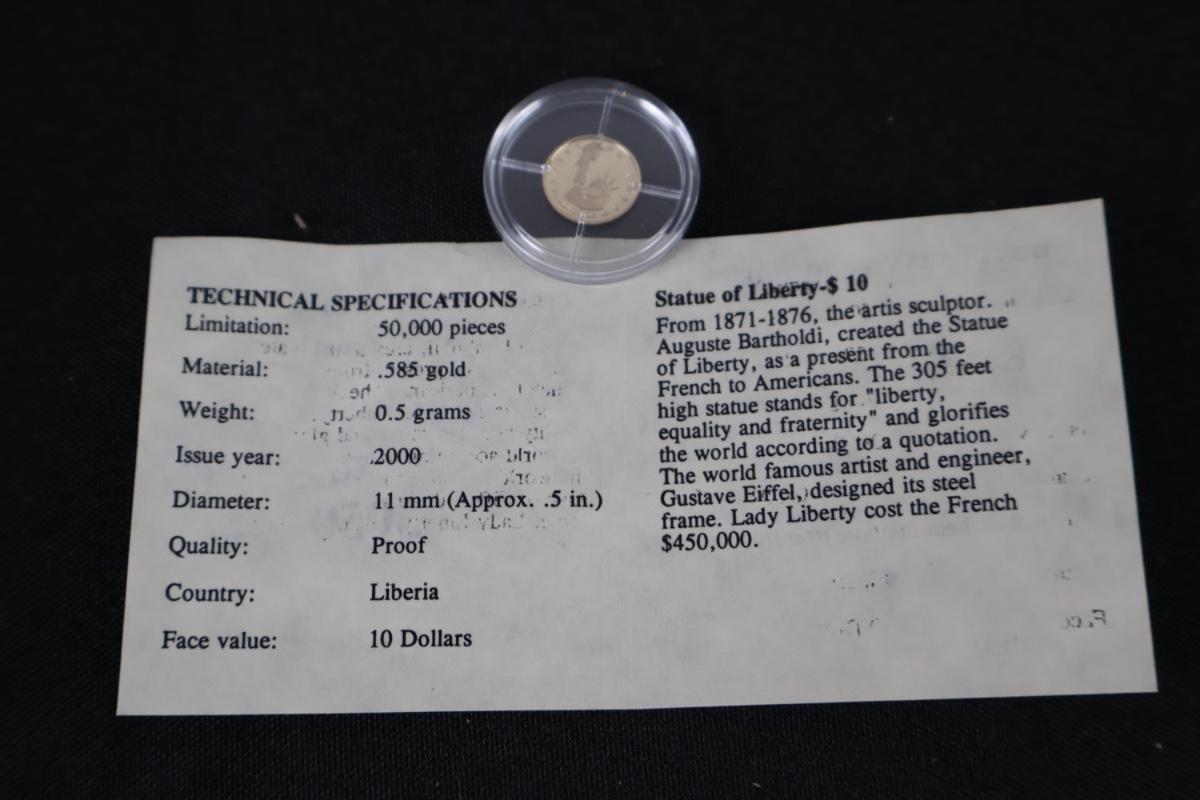 TECHNICAL SPECIFICATIONS
Limitation: 50,000 pieces
Material: .585 gold
Weight: 0.5 grams
Issue year: 2000
Diameter: 11 mm (Approx. .5 in.)
Quality: Proof
Country: Liberia
Face value: 10 Dollars
Statue of Liberty-$ 10
From 1871-1876, the artis sculptor.
Auguste Bartholdi, created the Statue
of Liberty, as a present from the
French to Americans. The 305 feet
high statue stands for "liberty,
equality and fraternity" and glorifies
the world according to a quotation.
The world famous artist and engineer,
Gustave Eiffel, designed its steel
frame. Lady Liberty cost the French
$450,000.